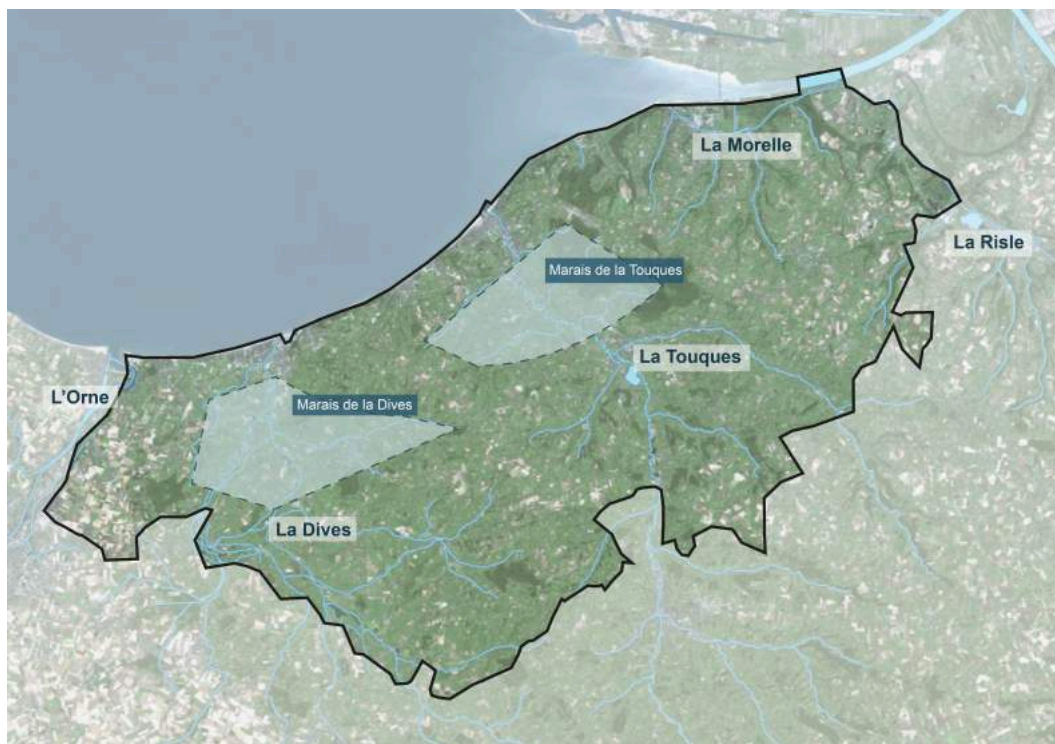 La Morelle
La Risle
Marais de la Touques
La Touques
L'Orne
Marais de la Dives
La Dives